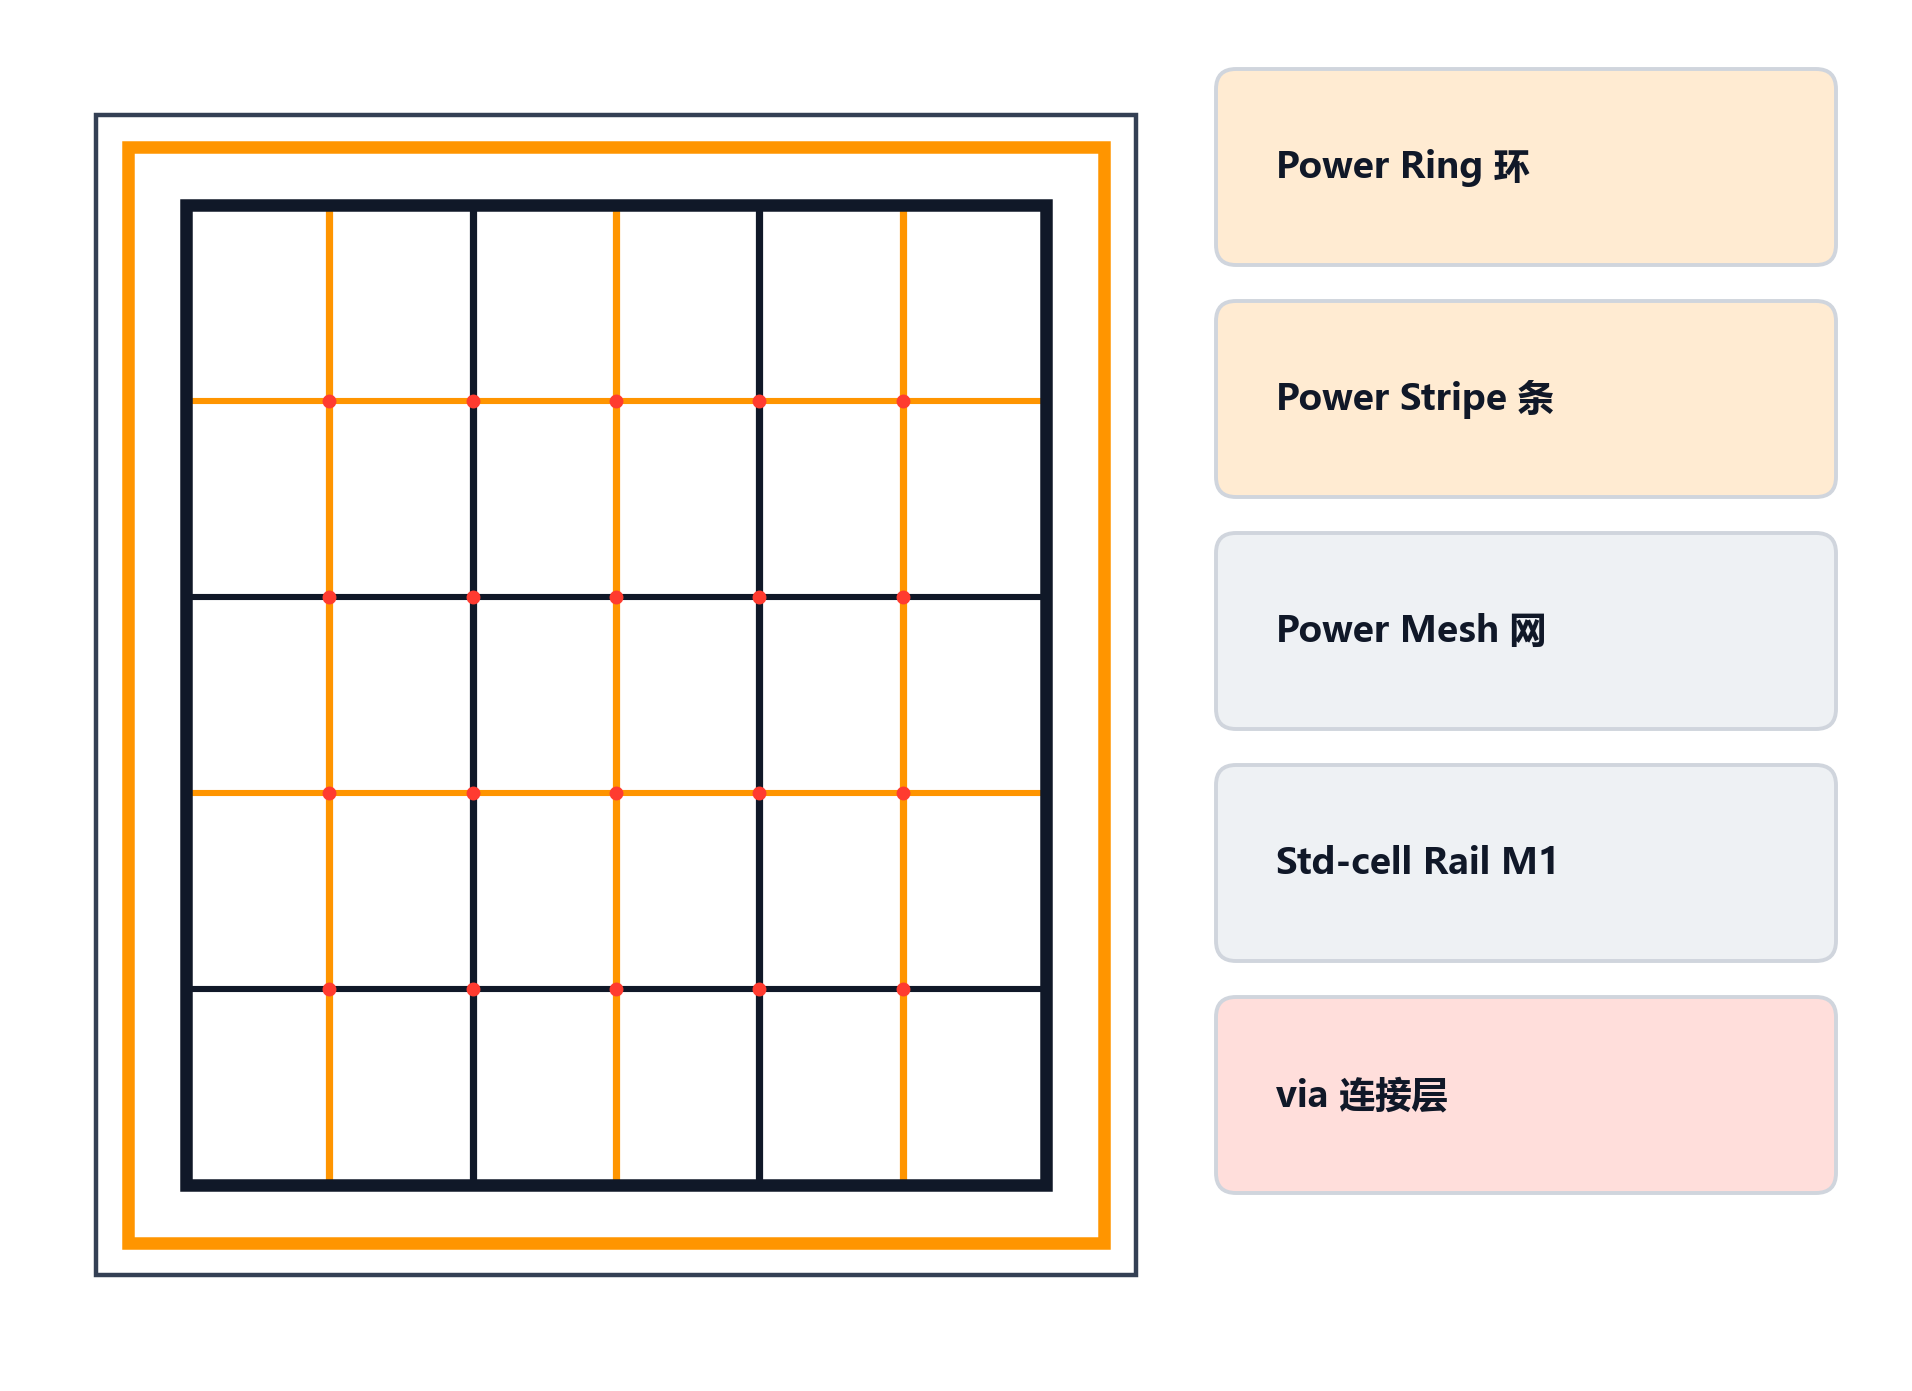 Power Ring 环
Power Stripe 条
Power Mesh 网
Std-cell Rail M1
via 连接层